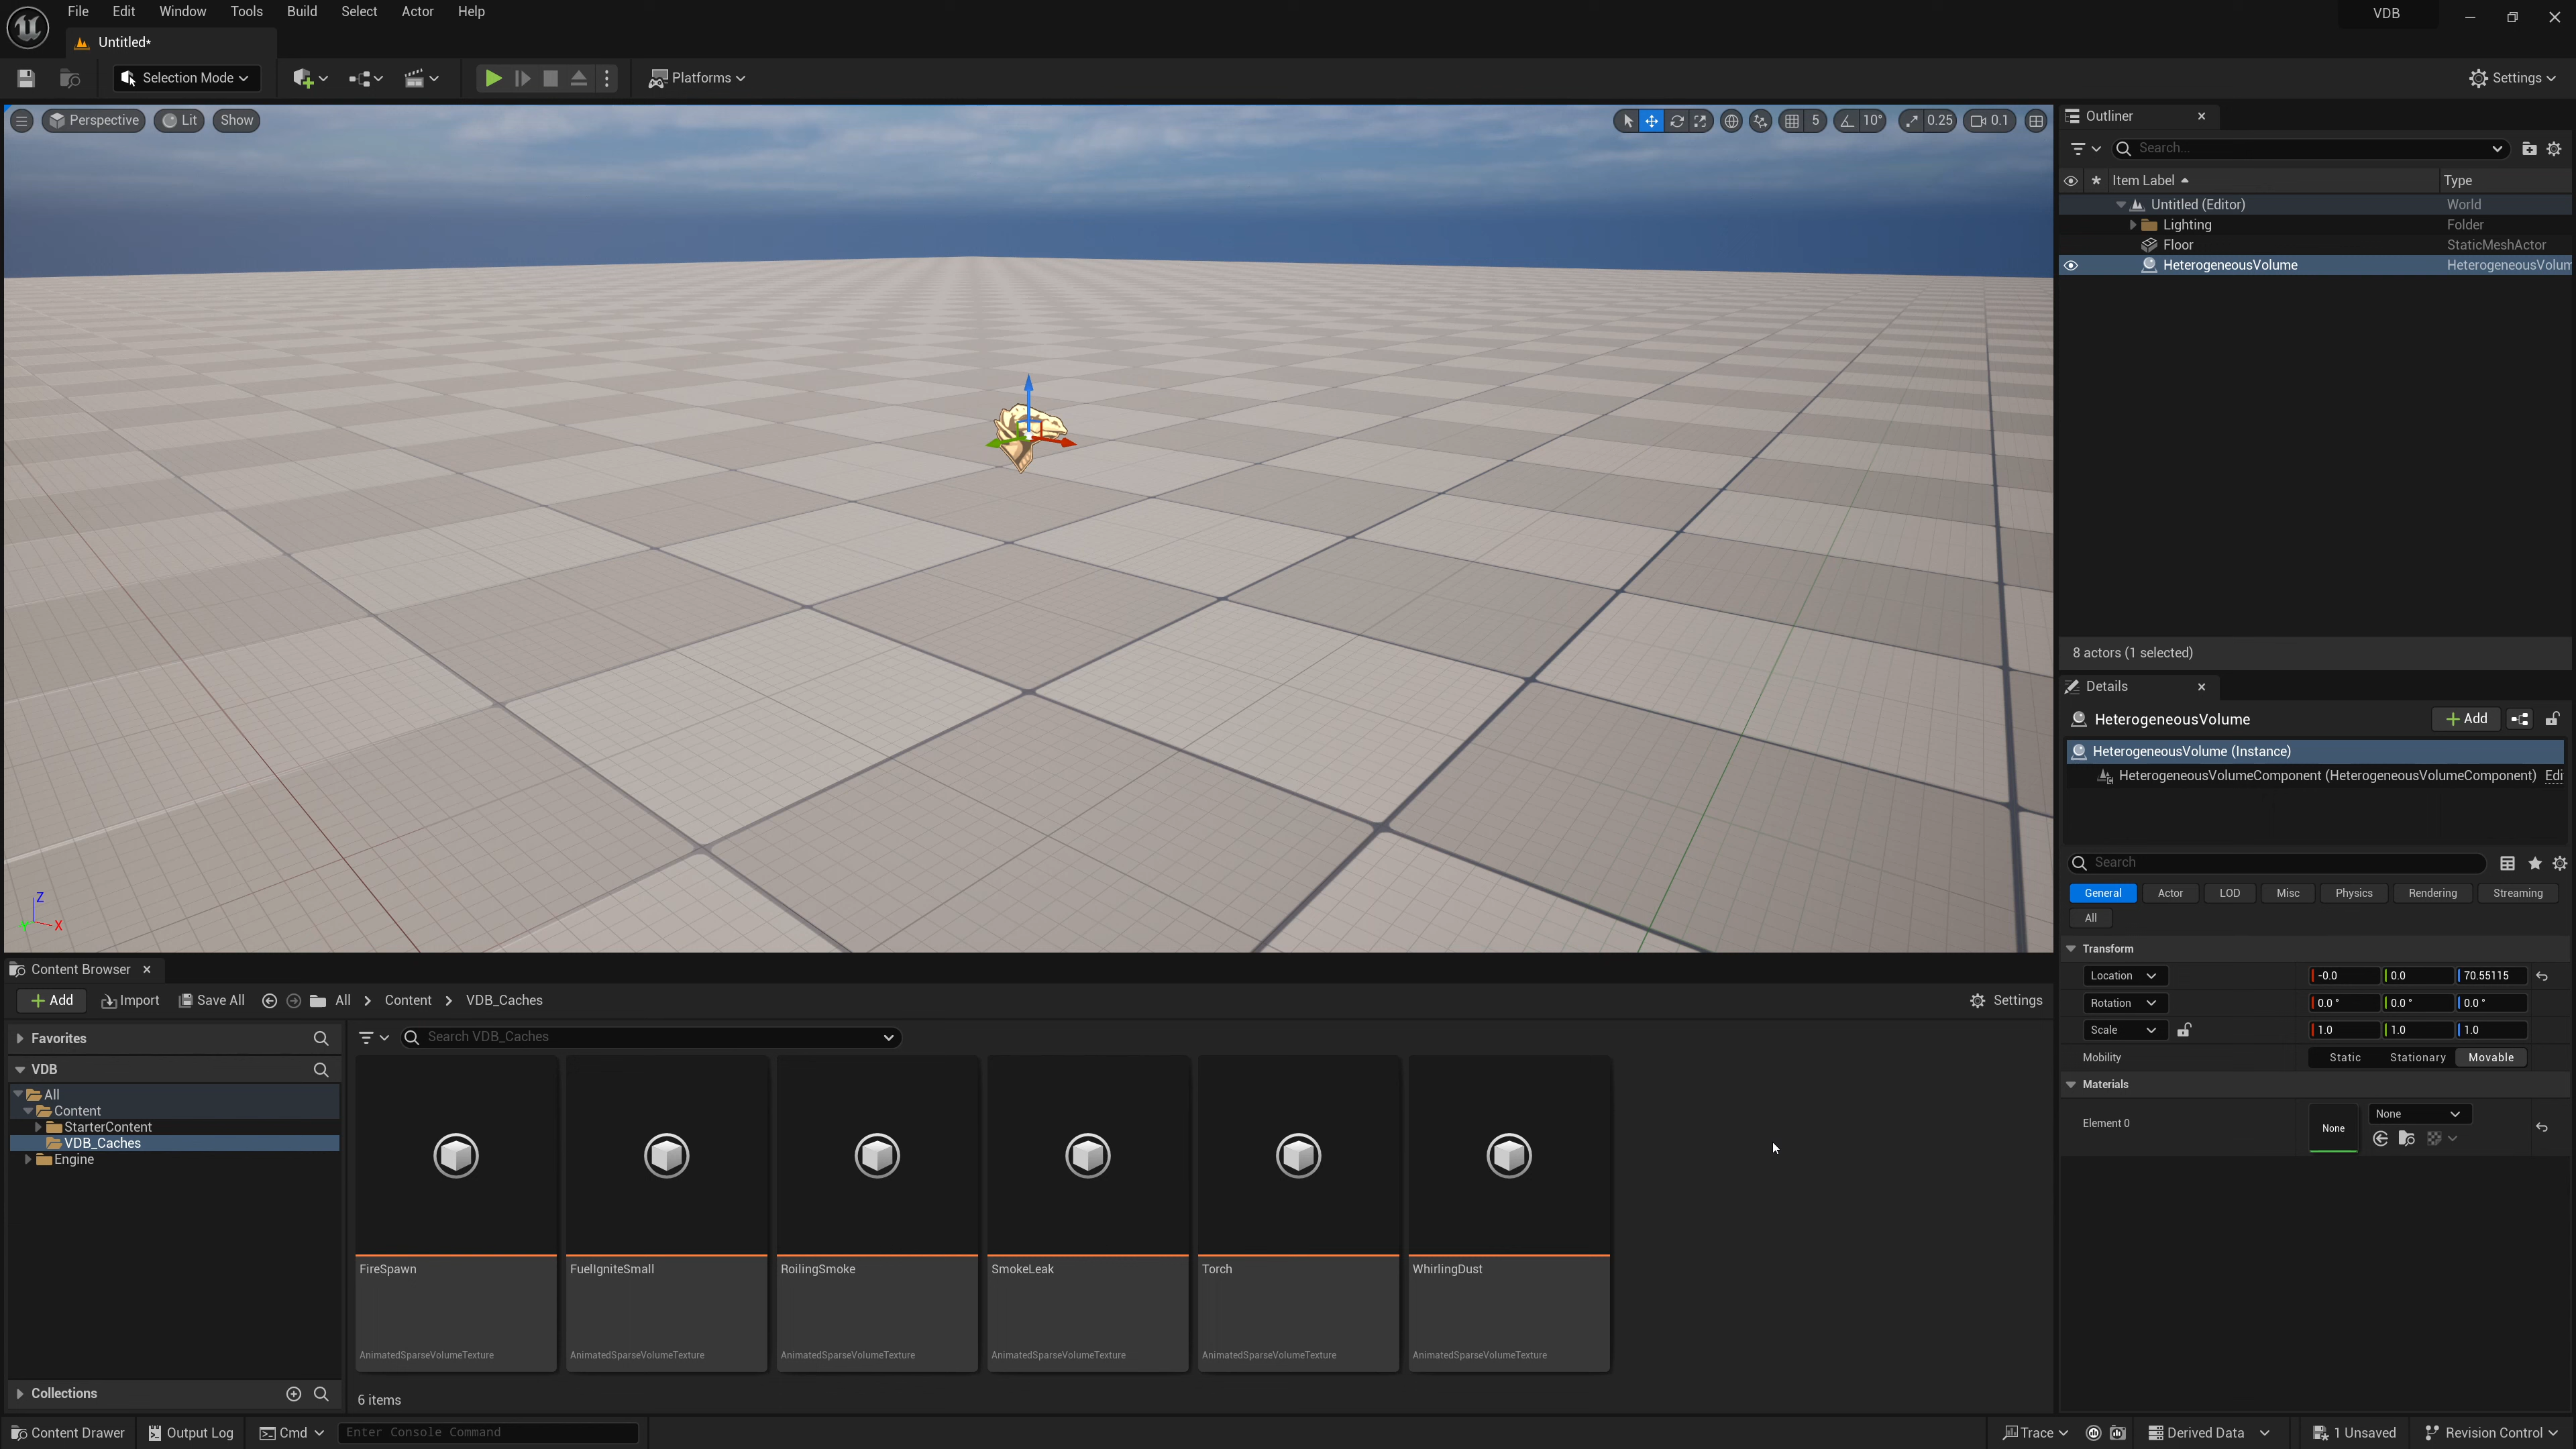 File Edit Window Tools Build Select Actor Help
VDB
Untitled*
Selection Mode
Platforms
Settings
Perspective Lit Show
5 10° 0.25 0.1
Outliner
Search...
Item Label Type
Untitled (Editor) World
Lighting Folder
Floor StaticMeshActor
HeterogeneousVolume HeterogeneousVolum
8 actors (1 selected)
Details
HeterogeneousVolume Add
HeterogeneousVolume (Instance)
HeterogeneousVolumeComponent (HeterogeneousVolumeComponent) Edi
Search
General Actor LOD Misc Physics Rendering Streaming
All
Transform
Location -0.0 0.0 70.55115
Rotation 0.0 ° 0.0 ° 0.0 °
Scale 1.0 1.0 1.0
Mobility Static Stationary Movable
Materials
Element 0 None None
Z
Y X
Content Browser
Add Import Save All All > Content > VDB_Caches Settings
Favorites
Search VDB_Caches
VDB
All
Content
StarterContent
VDB_Caches
Engine
FireSpawn FuelIgniteSmall RoilingSmoke SmokeLeak Torch WhirlingDust
AnimatedSparseVolumeTexture AnimatedSparseVolumeTexture AnimatedSparseVolumeTexture AnimatedSparseVolumeTexture AnimatedSparseVolumeTexture AnimatedSparseVolumeTexture
Collections
6 items
Content Drawer Output Log Cmd Enter Console Command
Trace Derived Data 1 Unsaved Revision Control